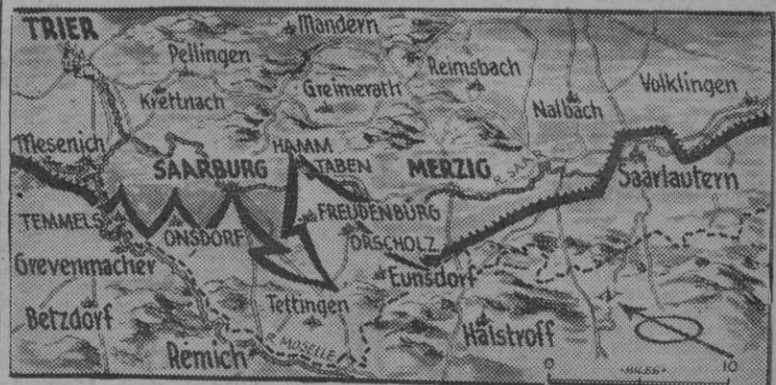 TRIER
Mandern
Pellingen
Reimsbach
Volklingen
Krettnach
Greimerath
Nalbach
Mesenich
HAMM
SAARBURG
TABEN
MERZIG
R. SAAR
Saarlautern
TEMMELS
ONSDORF
FREUDENBURG
ORSCHOLZ
Grevenmacher
Eunsdorf
Tettingen
Betzdorf
Halstroff
Remich
R. MOSELLE
0
MILES
10